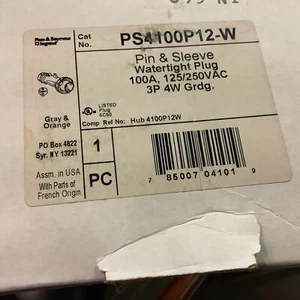 Pass & Seymour
legrand
Cat No.
PS4100P12-W
Pin & Sleeve
Watertight Plug
100A, 125/250VAC
3P 4W Grdg.
Gray & Orange
UL LISTED
Plug
5C50
Comp Ref No: Hub 4100P12W
PO Box 4822
Syr. NY 13221
1
Assm. in USA
With Parts of
French Origin
PC
7 85007 04101 9